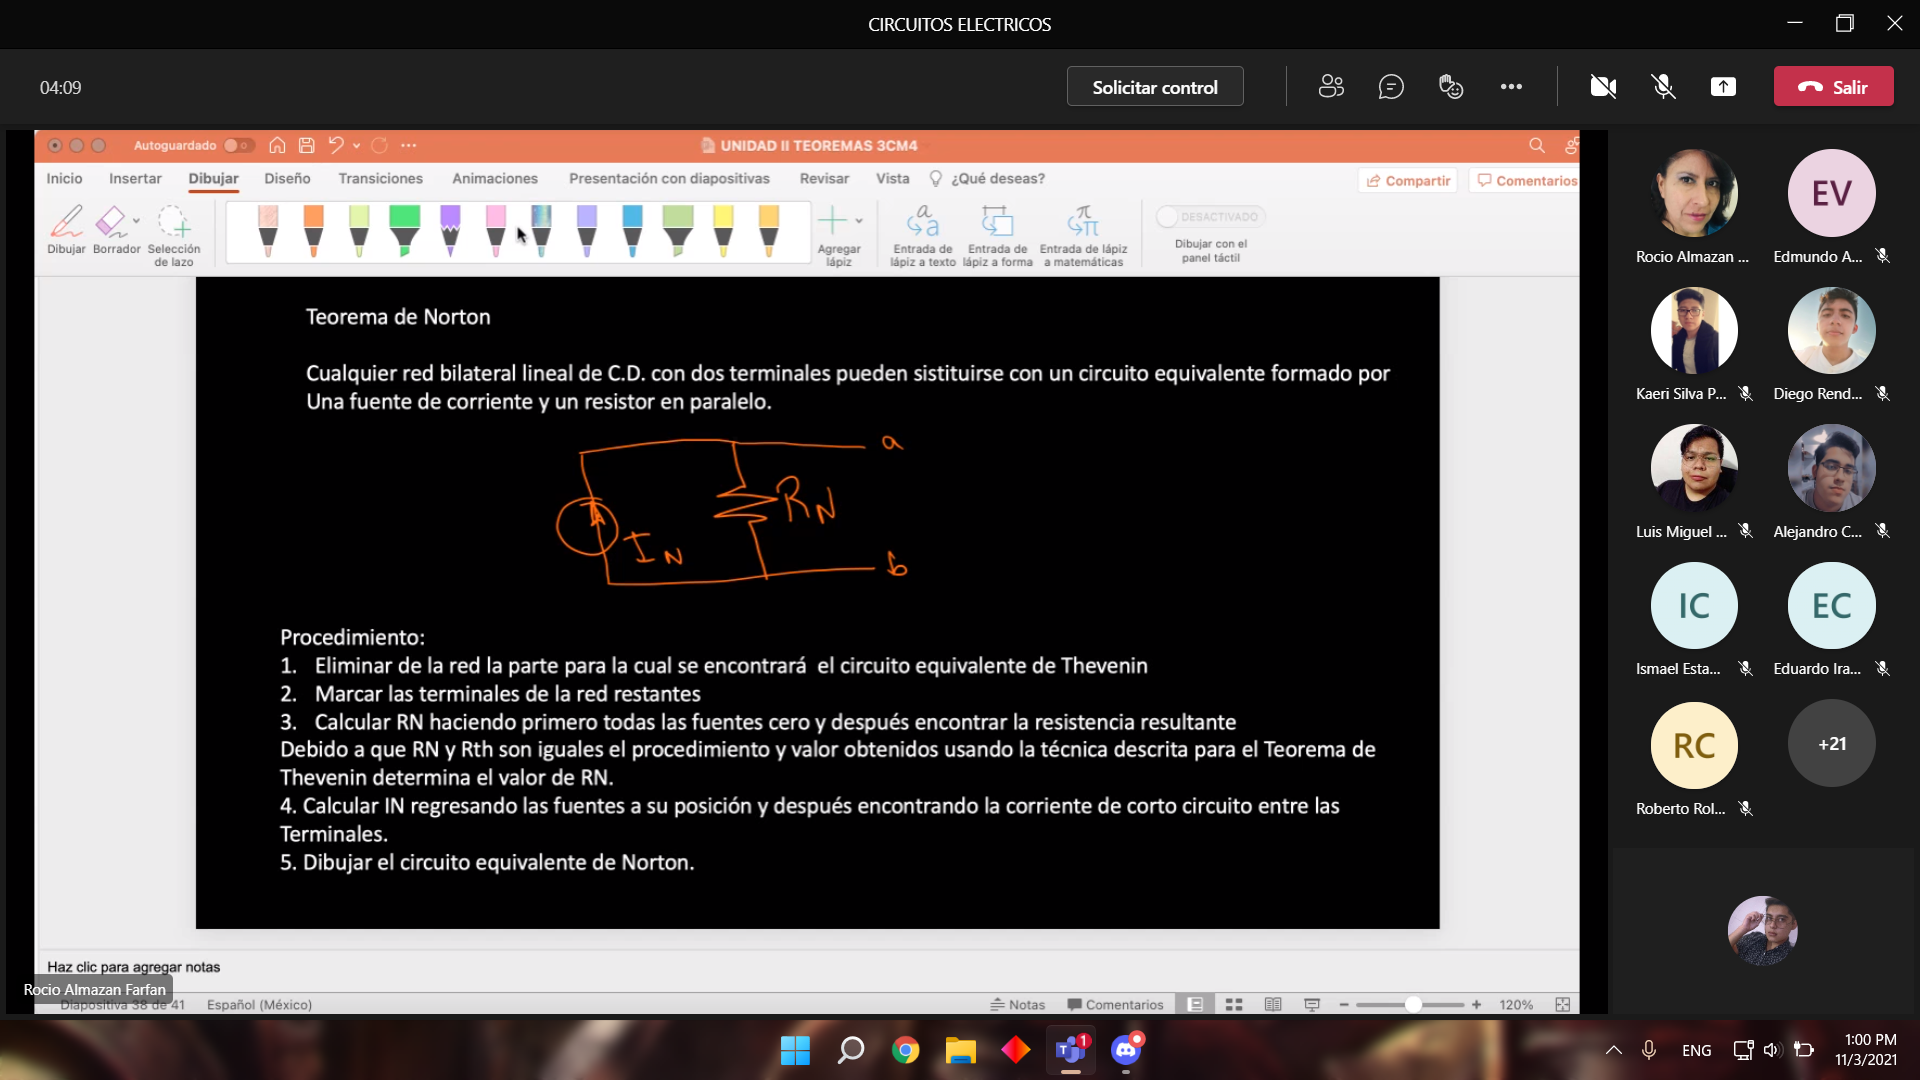 CIRCUITOS ELECTRICOS
04:09
Solicitar control
Salir
Autoguardado
UNIDAD II TEOREMAS 3CM4
Inicio Insertar Dibujar Diseño Transiciones Animaciones Presentación con diapositivas Revisar Vista ¿Qué deseas? Compartir Comentarios
Dibujar Borrador Selección de lazo
Agregar lápiz
Entrada de lápiz a texto
Entrada de lápiz a forma
Entrada de lápiz a matemáticas
DESACTIVADO
Dibujar con el panel táctil
Teorema de Norton
Cualquier red bilateral lineal de C.D. con dos terminales pueden sistituirse con un circuito equivalente formado por
Una fuente de corriente y un resistor en paralelo.
a
RN
IN
b
Procedimiento:
1. Eliminar de la red la parte para la cual se encontrará el circuito equivalente de Thevenin
2. Marcar las terminales de la red restantes
3. Calcular RN haciendo primero todas las fuentes cero y después encontrar la resistencia resultante
Debido a que RN y Rth son iguales el procedimiento y valor obtenidos usando la técnica descrita para el Teorema de
Thevenin determina el valor de RN.
4. Calcular IN regresando las fuentes a su posición y después encontrando la corriente de corto circuito entre las
Terminales.
5. Dibujar el circuito equivalente de Norton.
Haz clic para agregar notas
Rocio Almazan Farfan
Diapositiva 38 de 41 Español (México)
Notas Comentarios 120%
Rocio Almazan ...
EV
Edmundo A...
Kaeri Silva P...
Diego Rend...
Luis Miguel ...
Alejandro C...
IC
Ismael Esta...
EC
Eduardo Ira...
RC
Roberto Rol...
+21
1
ENG
1:00 PM
11/3/2021